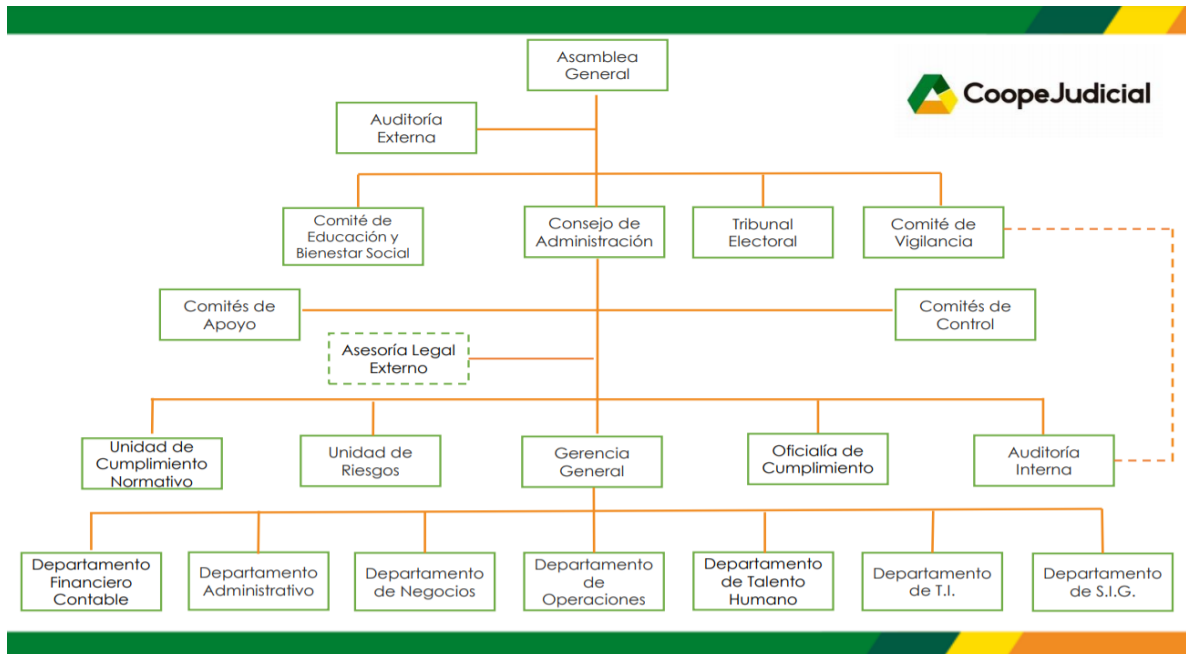 Asamblea
General
CoopeJudicial
Auditoría
Externa
Comité de
Educación y
Bienestar Social
Consejo de
Administración
Tribunal
Electoral
Comité de
Vigilancia
Comités de
Apoyo
Comités de
Control
Asesoría Legal
Externo
Unidad de
Cumplimiento
Normativo
Unidad de
Riesgos
Gerencia
General
Oficialía de
Cumplimiento
Auditoría
Interna
Departamento
Financiero
Contable
Departamento
Administrativo
Departamento
de Negocios
Departamento
de
Operaciones
Departamento
de Talento
Humano
Departamento
de T.I.
Departamento
de S.I.G.